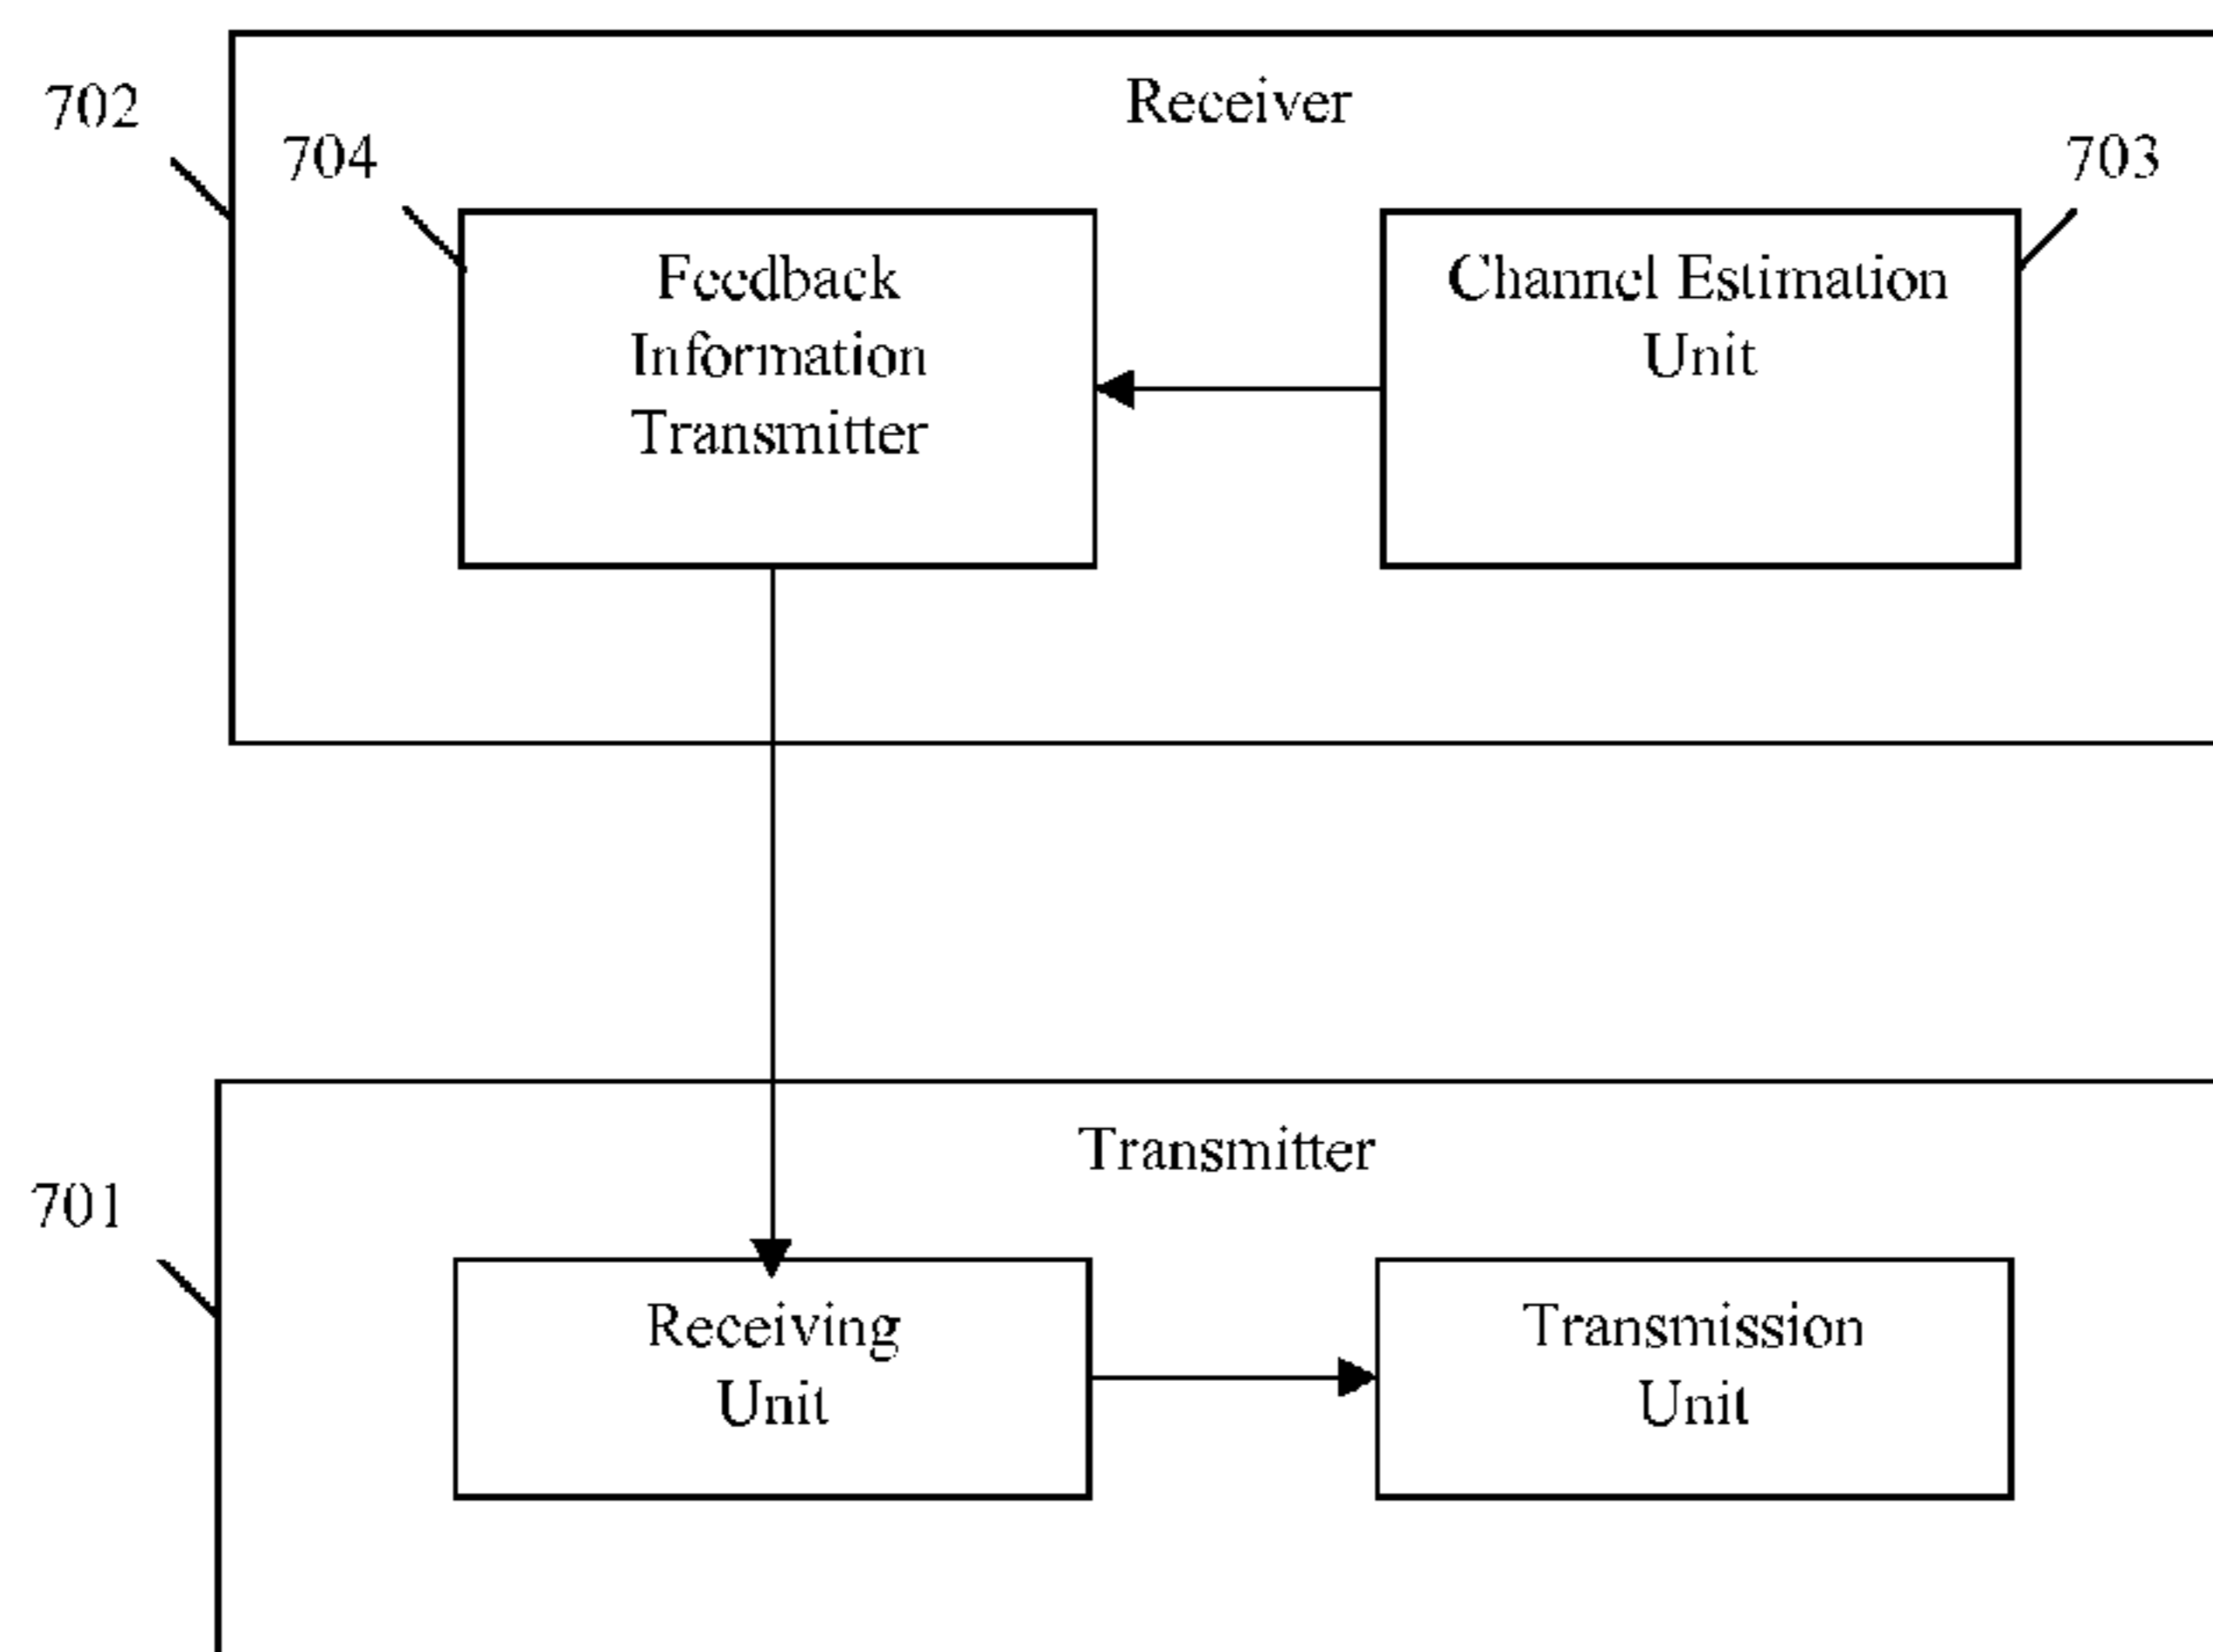 Receiver
702
704
703
Feedback
Information
Transmitter
Channel Estimation
Unit
Transmitter
701
Receiving
Unit
Transmission
Unit